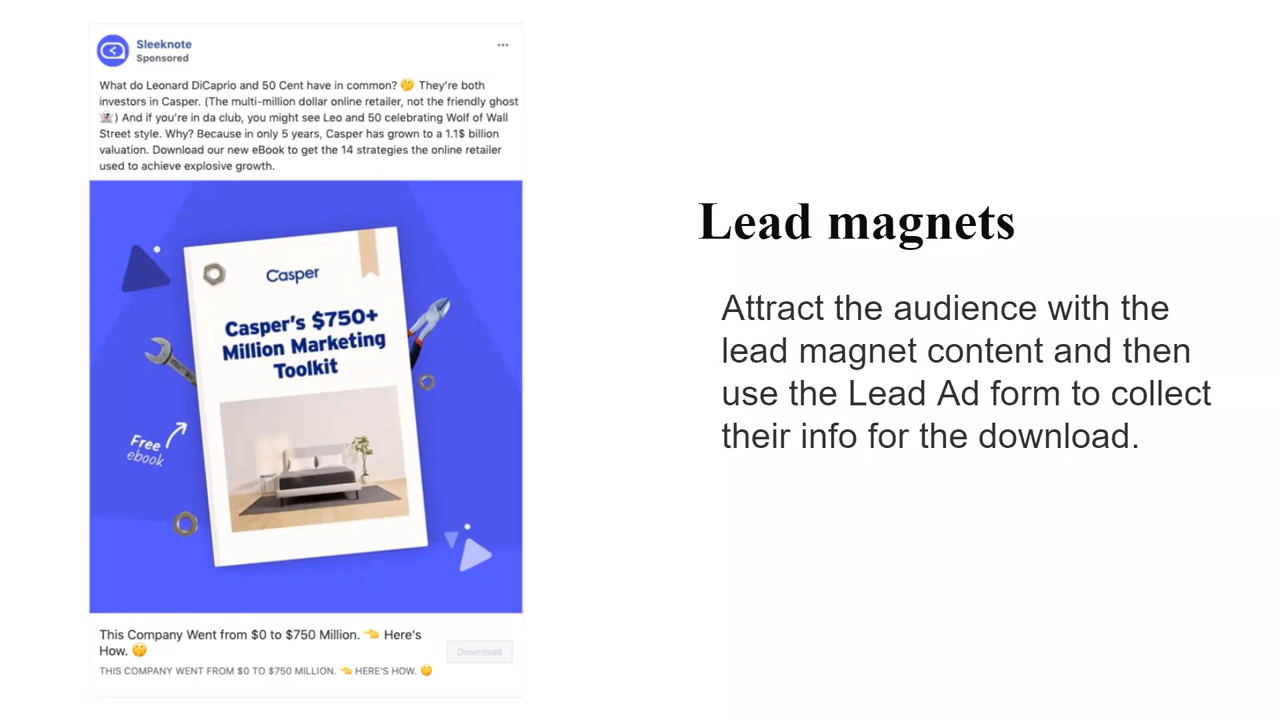 Sleeknote
Sponsored
What do Leonard DiCaprio and 50 Cent have in common? 🤔 They're both
investors in Casper. (The multi-million dollar online retailer, not the friendly ghost
👻) And if you're in da club, you might see Leo and 50 celebrating Wolf of Wall
Street style. Why? Because in only 5 years, Casper has grown to a 1.1$ billion
valuation. Download our new eBook to get the 14 strategies the online retailer
used to achieve explosive growth.
Casper
Casper's $750+
Million Marketing
Toolkit
Free
ebook
This Company Went from $0 to $750 Million. 👈 Here's
How. 🤫
Download
THIS COMPANY WENT FROM $0 TO $750 MILLION. 👈 HERE'S HOW. 🤫
Lead magnets
Attract the audience with the
lead magnet content and then
use the Lead Ad form to collect
their info for the download.